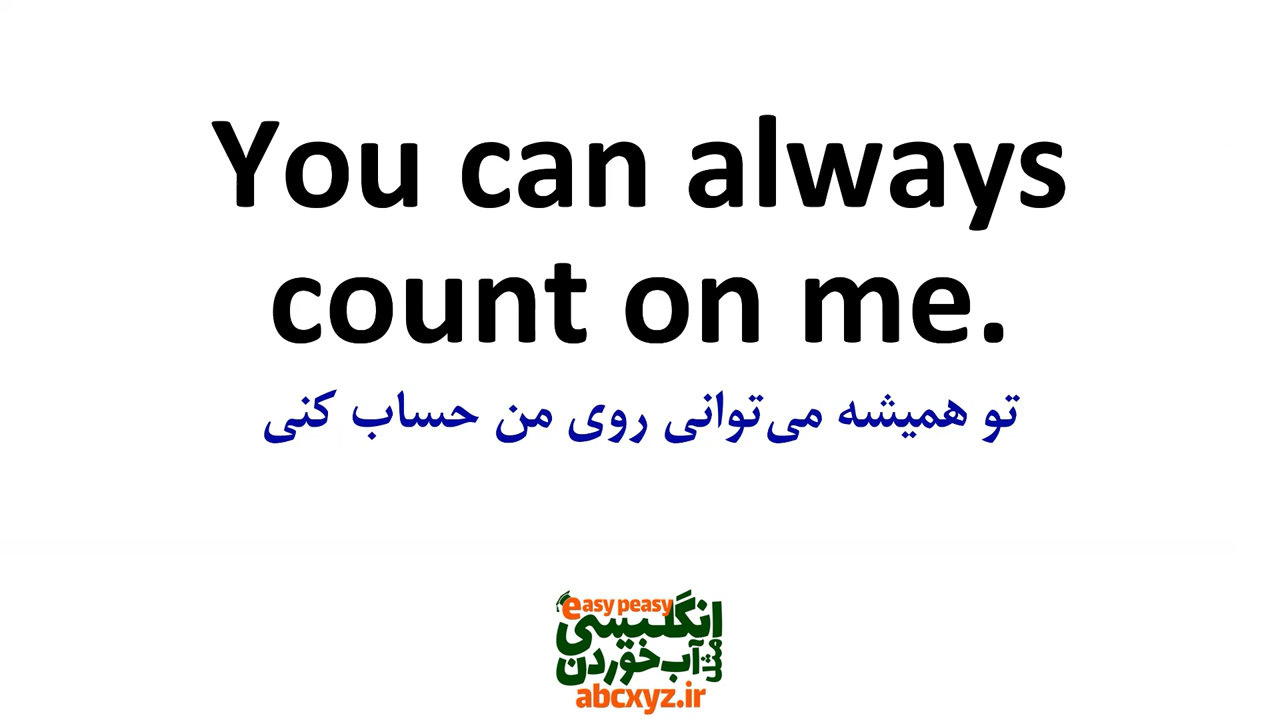 You can always
count on me.
تو همیشه می‌توانی روی من حساب کنی
easy peasy
انگلیسی
مثل آب خوردن
abcxyz.ir